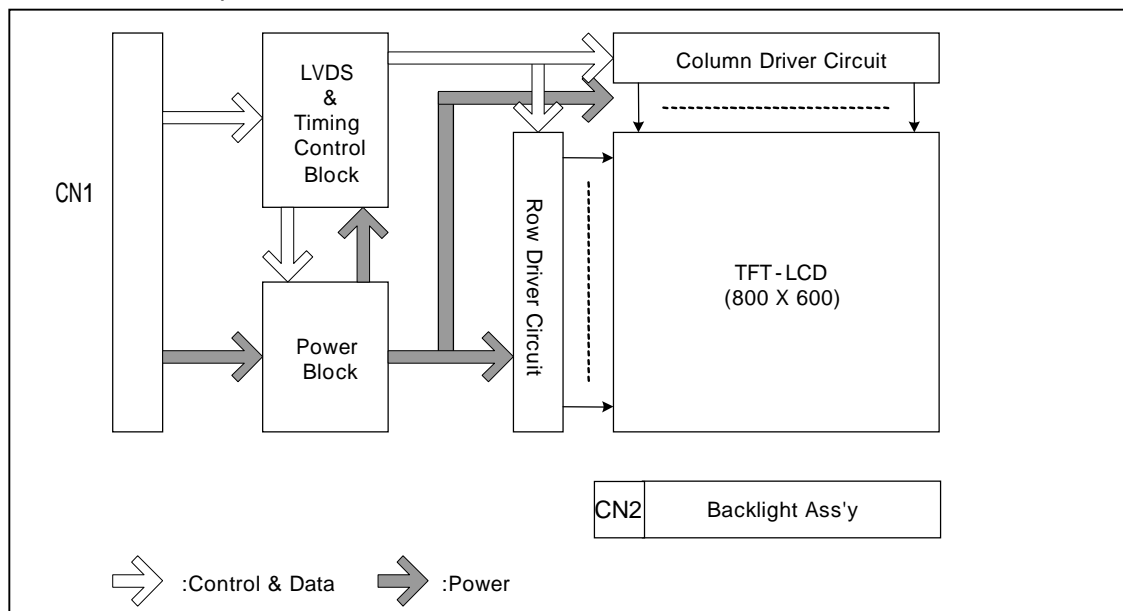 LVDS
&
Timing
Control
Block
Column Driver Circuit
CN1
Row Driver Circuit
TFT-LCD
(800 X 600)
Power
Block
CN2
Backlight Ass'y
:Control & Data
:Power